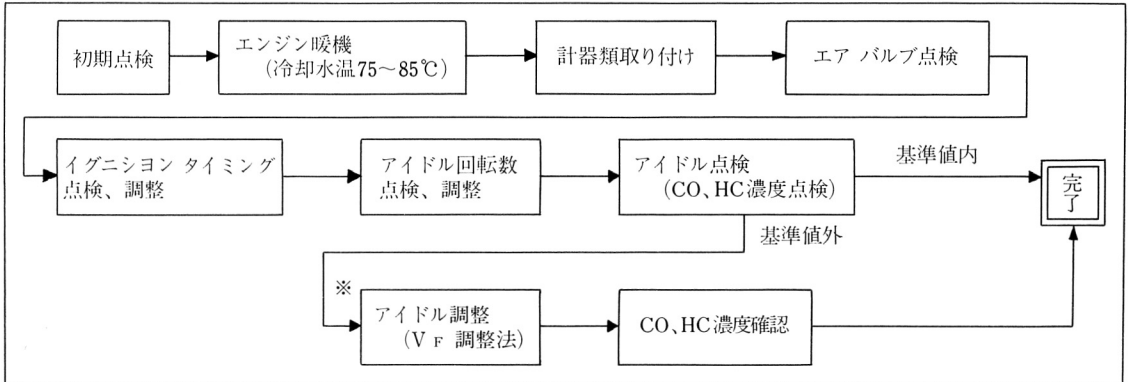 初期点検
エンジン暖機
(冷却水温75～85℃)
計器類取り付け
エア バルブ点検
イグニシヨン タイミング
点検、調整
アイドル回転数
点検、調整
アイドル点検
(CO、HC濃度点検)
基準値内
完了
基準値外
※
アイドル調整
(VF 調整法)
CO、HC濃度確認